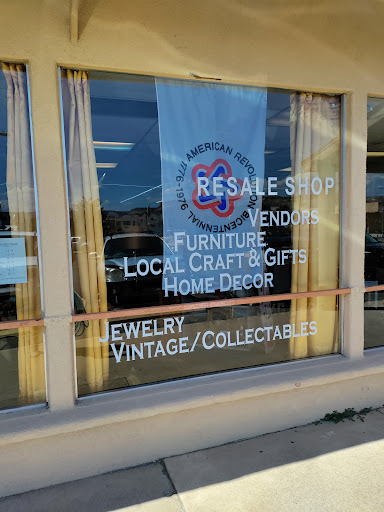 AMERICAN REVOLUTION BICENTENNIAL 1776-1976
RESALE SHOP
VENDORS
FURNITURE
LOCAL CRAFT & GIFTS
HOME DECOR
JEWELRY
VINTAGE/COLLECTABLES